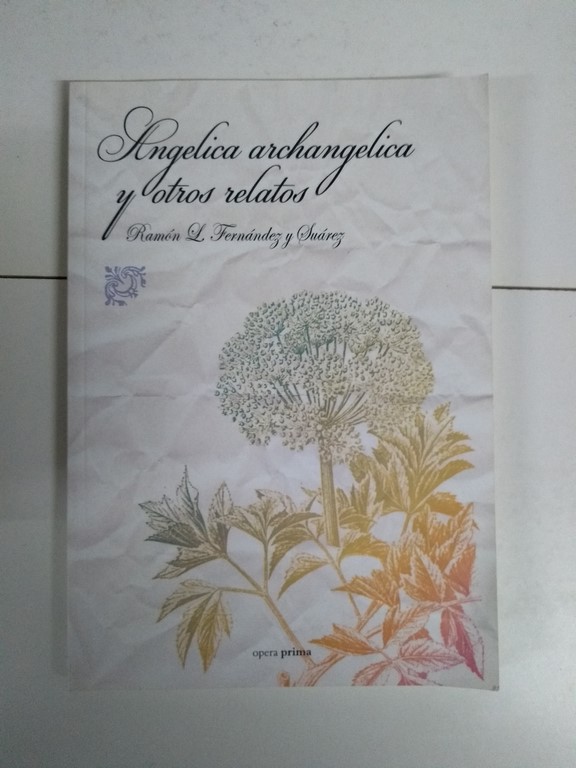 Angelica archangelica
y otros relatos
Ramón L. Fernández y Suárez
opera prima